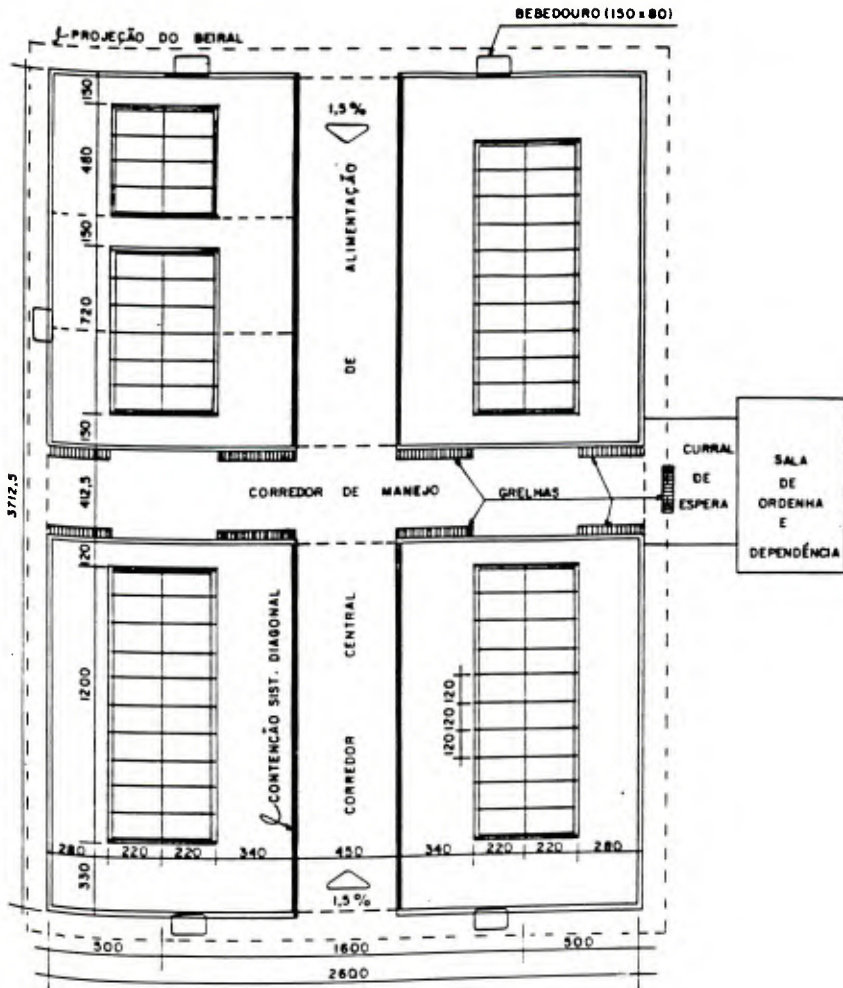 BEBEDOURO (150 x 80)
PROJEÇÃO DO BEIRAL
150
480
150
720
150
412,5
120
1200
330
3712,5
1,5%
CORREDOR CENTRAL DE ALIMENTAÇÃO
CORREDOR DE MANEJO
GRELHAS
CURRAL
DE
ESPERA
SALA
DE
ORDENHA
E
DEPENDÊNCIA
CONTENÇÃO SIST. DIAGONAL
120 120 120
280 220 220 340 450 340 220 220 280
1,5%
500 1600 500
2600